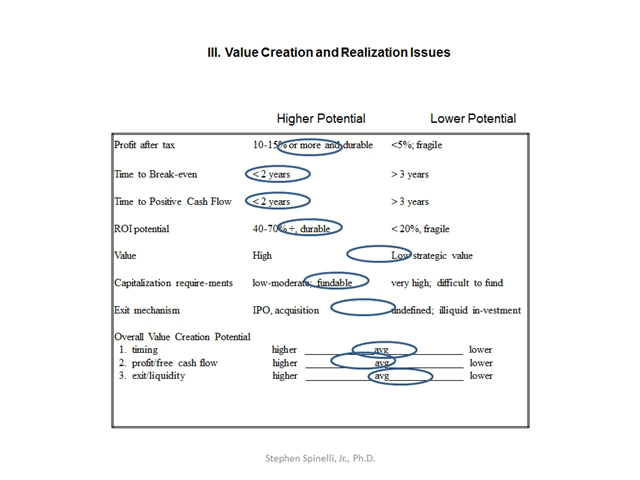 III. Value Creation and Realization Issues
Higher Potential Lower Potential
Profit after tax 10-15% or more and durable <5%; fragile
Time to Break-even < 2 years > 3 years
Time to Positive Cash Flow < 2 years > 3 years
ROI potential 40-70% +, durable < 20%, fragile
Value High Low strategic value
Capitalization require-ments low-moderate; fundable very high; difficult to fund
Exit mechanism IPO, acquisition undefined; illiquid in-vestment
Overall Value Creation Potential
1. timing higher avg lower
2. profit/free cash flow higher avg lower
3. exit/liquidity higher avg lower
Stephen Spinelli, Jr., Ph.D.